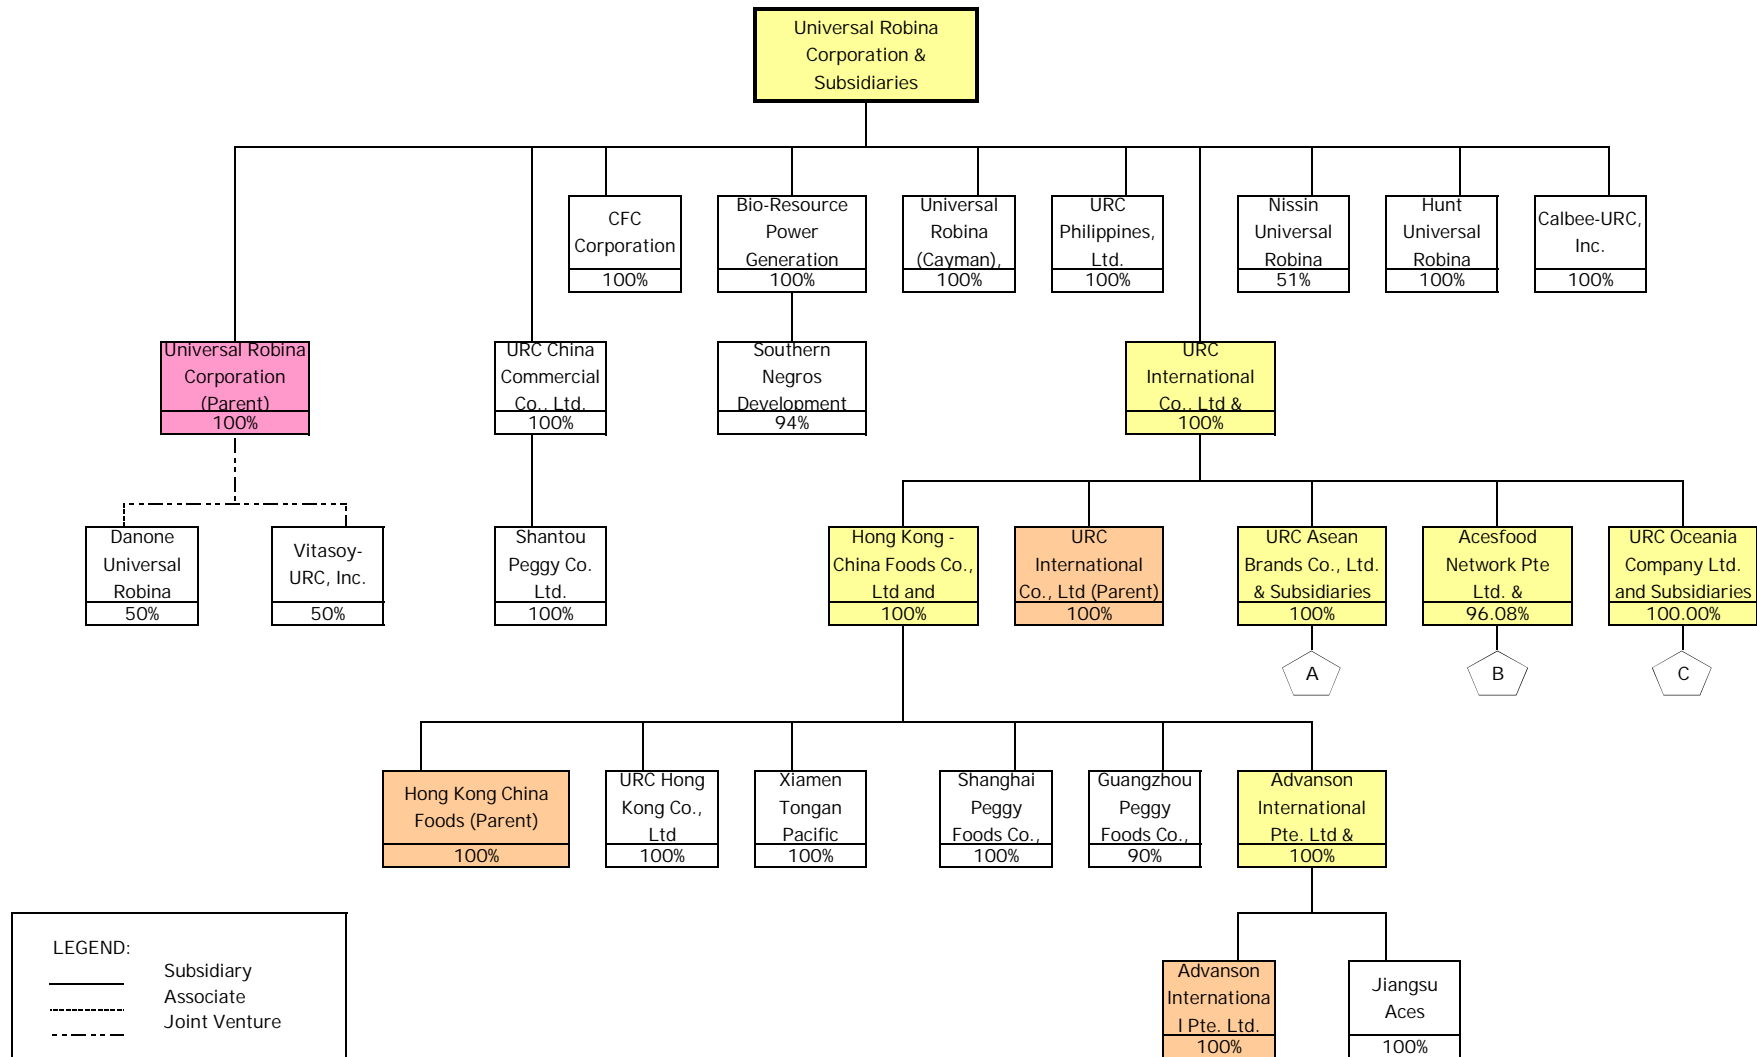 Universal Robina
Corporation &
Subsidiaries
CFC
Corporation
100%
Bio-Resource
Power
Generation
100%
Universal
Robina
(Cayman),
100%
URC
Philippines,
Ltd.
100%
Nissin
Universal
Robina
51%
Hunt
Universal
Robina
100%
Calbee-URC,
Inc.
100%
Universal Robina
Corporation
(Parent)
100%
URC China
Commercial
Co., Ltd.
100%
Southern
Negros
Development
94%
URC
International
Co., Ltd &
100%
Danone
Universal
Robina
50%
Vitasoy-
URC, Inc.
50%
Shantou
Peggy Co.
Ltd.
100%
Hong Kong -
China Foods Co.,
Ltd and
100%
URC
International
Co., Ltd (Parent)
100%
URC Asean
Brands Co., Ltd.
& Subsidiaries
100%
Acesfood
Network Pte
Ltd. &
96.08%
URC Oceania
Company Ltd.
and Subsidiaries
100.00%
A
B
C
Hong Kong China
Foods (Parent)
100%
URC Hong
Kong Co.,
Ltd
100%
Xiamen
Tongan
Pacific
100%
Shanghai
Peggy
Foods Co.,
100%
Guangzhou
Peggy
Foods Co.,
90%
Advanson
International
Pte. Ltd &
100%
Advanson
Internationa
l Pte. Ltd.
100%
Jiangsu
Aces
100%
LEGEND:
Subsidiary
Associate
Joint Venture